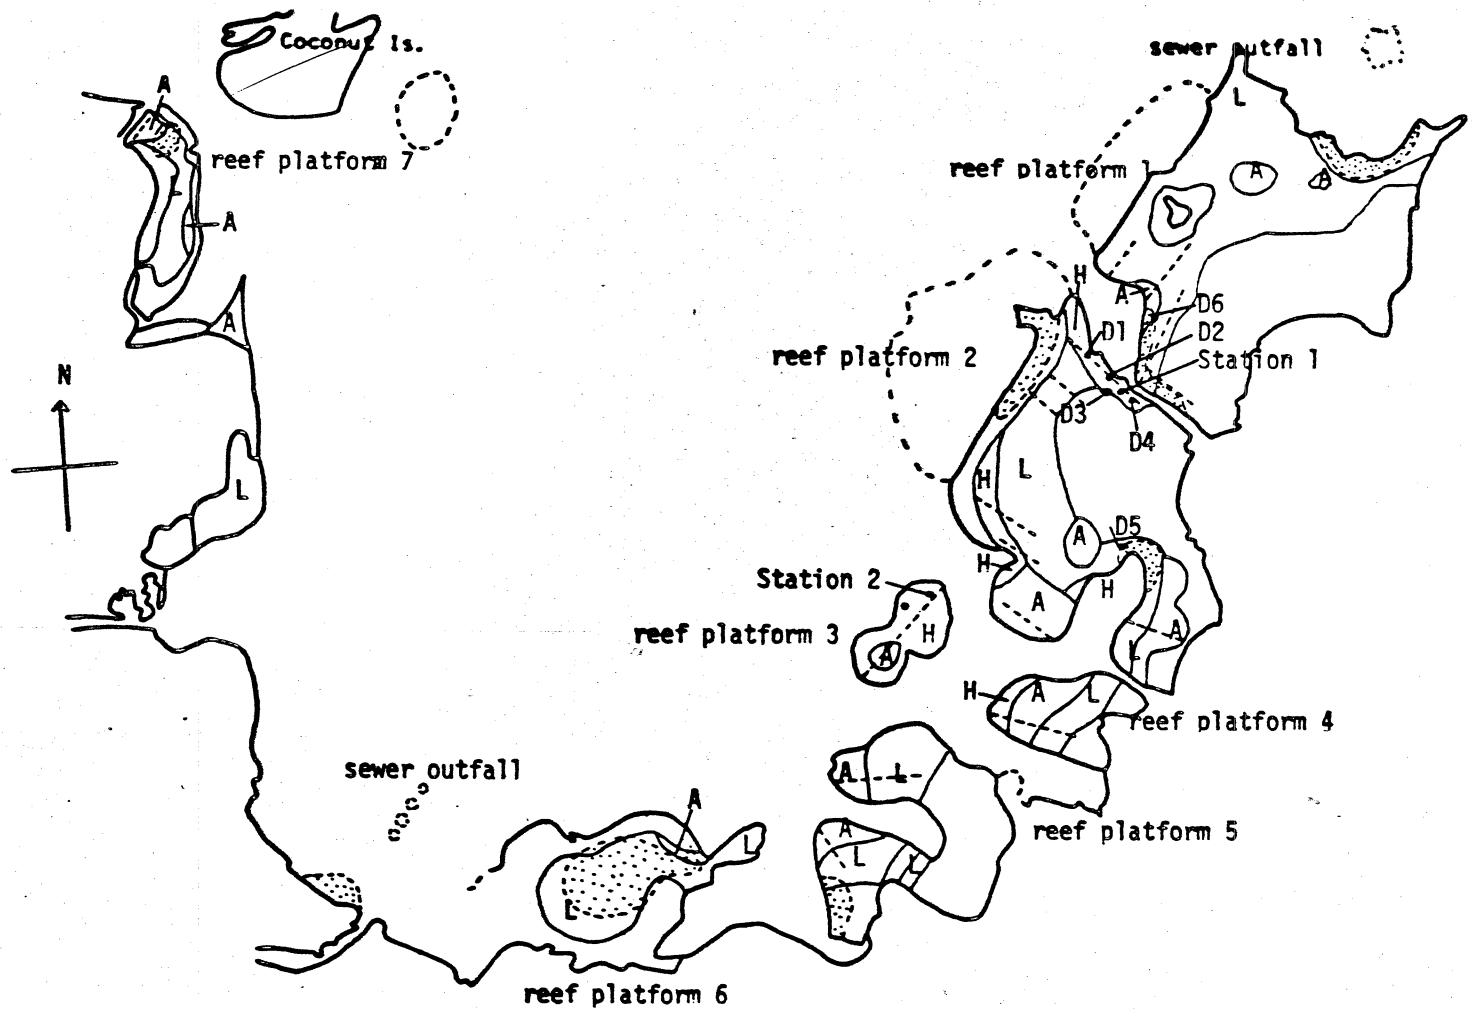 Coconut Is.
sewer outfall
A
L
reef platform 7
reef platform 1
A
A
A
H
A
D6
D1
D2
A
reef platform 2
Station 1
N
D3
D4
H
L
L
A
D5
H
Station 2
H
A
reef platform 3
H
A
A
L
H
A
L
reef platform 4
sewer outfall
A
L
A
A
reef platform 5
L
L
L
L
reef platform 6